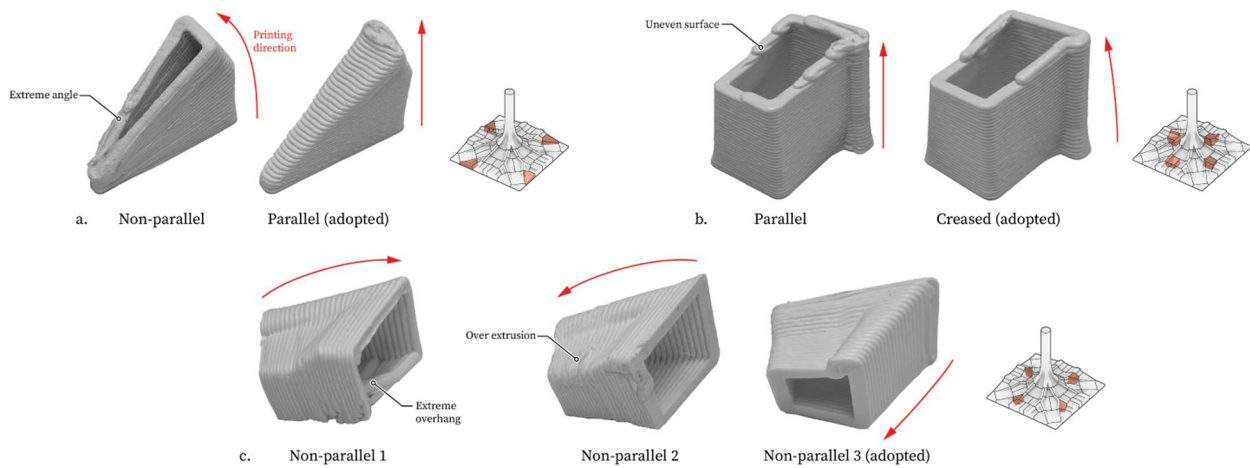 Printing
direction
Extreme angle
a. Non-parallel Parallel (adopted)
Uneven surface
b. Parallel Creased (adopted)
Over extrusion
Extreme
overhang
c. Non-parallel 1 Non-parallel 2 Non-parallel 3 (adopted)